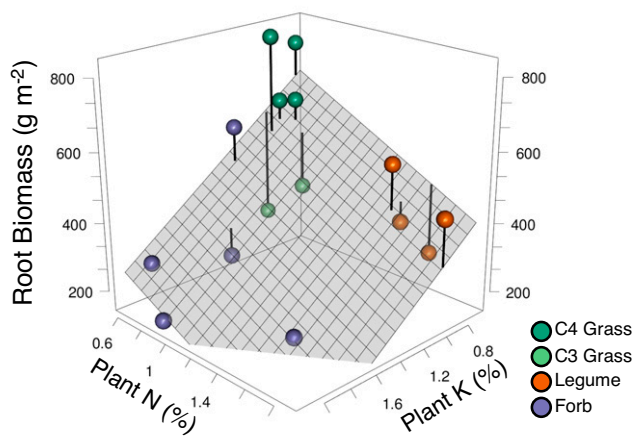 Root Biomass (g m-2)
800
600
400
200
800
600
400
200
0.6
1
1.4
Plant N (%)
0.8
1.2
1.6
Plant K (%)
C4 Grass
C3 Grass
Legume
Forb